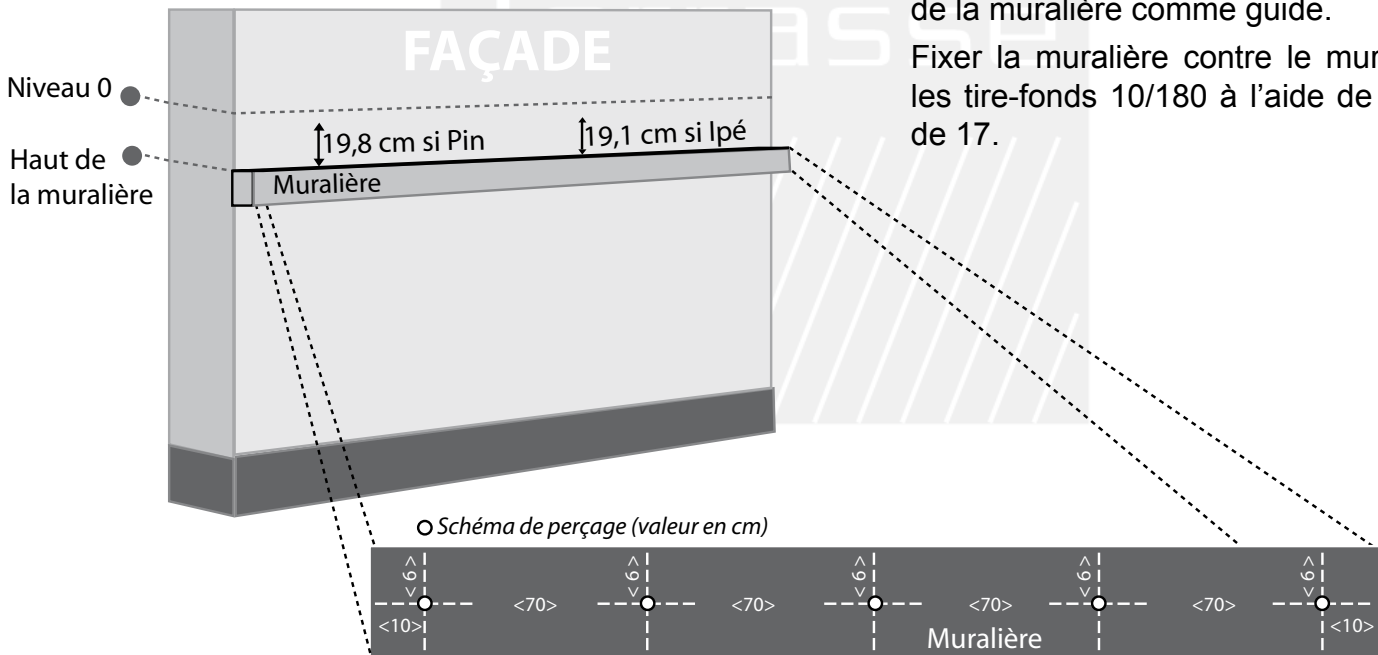 de la muralière comme guide.
asse
FAÇADE
Fixer la muralière contre le mur
les tire-fonds 10/180 à l'aide de
de 17.
Niveau 0
19,8 cm si Pin
19,1 cm si Ipé
Haut de
la muralière
Muralière
Schéma de perçage (valeur en cm)
< 6 >
< 6 >
< 6 >
< 6 >
< 6 >
<70>
<70>
<70>
<70>
<10>
<10>
Muralière